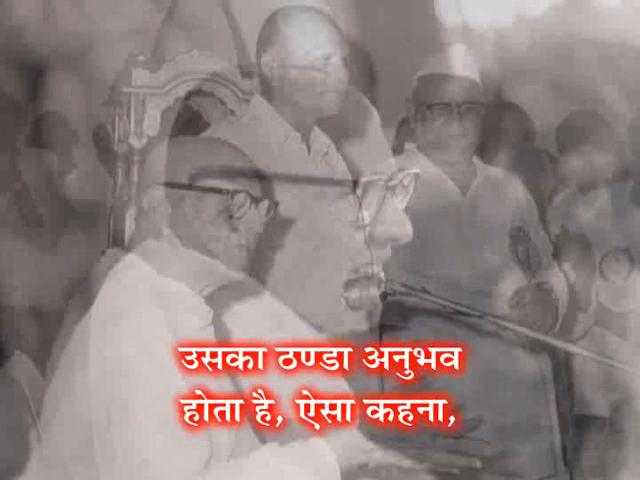 उसका ठण्डा अनुभव
होता है, ऐसा कहना,